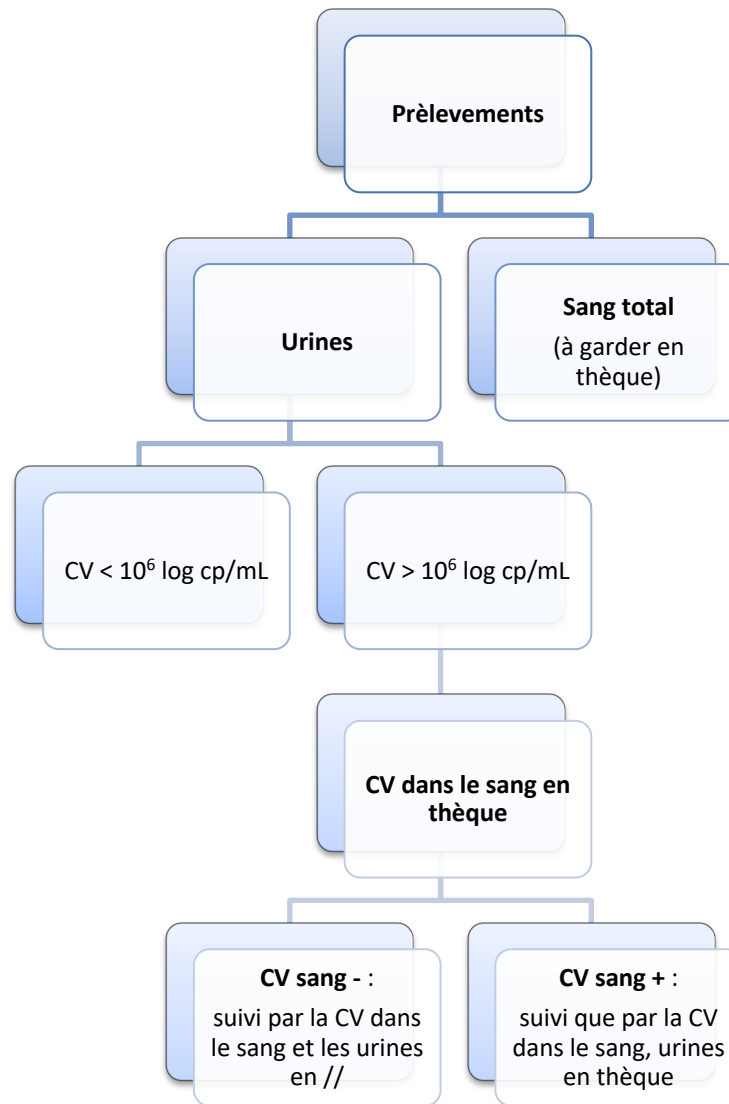 Prèlevements
Urines
Sang total
(à garder en
thèque)
CV < 10⁶ log cp/mL
CV > 10⁶ log cp/mL
CV dans le sang en
thèque
CV sang - :
suivi par la CV dans
le sang et les urines
en //
CV sang + :
suivi que par la CV
dans le sang, urines
en thèque